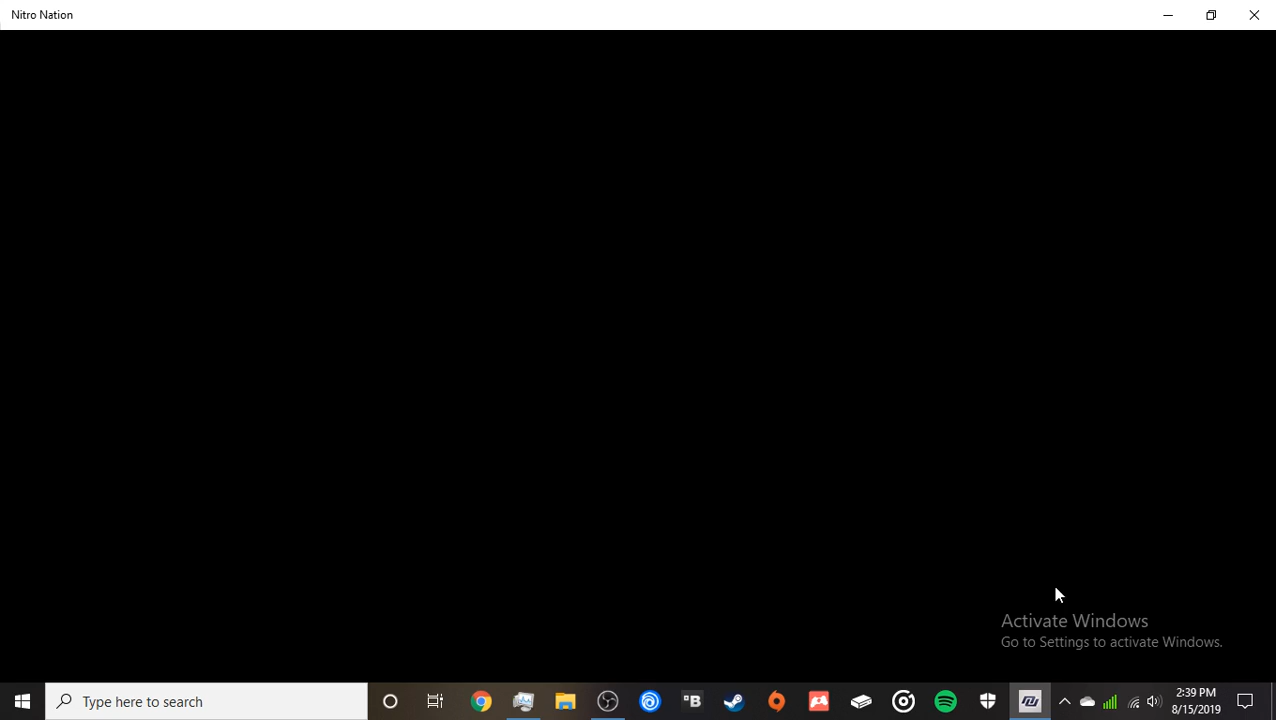 Nitro Nation
Activate Windows
Go to Settings to activate Windows.
Type here to search
B
2:39 PM
8/15/2019